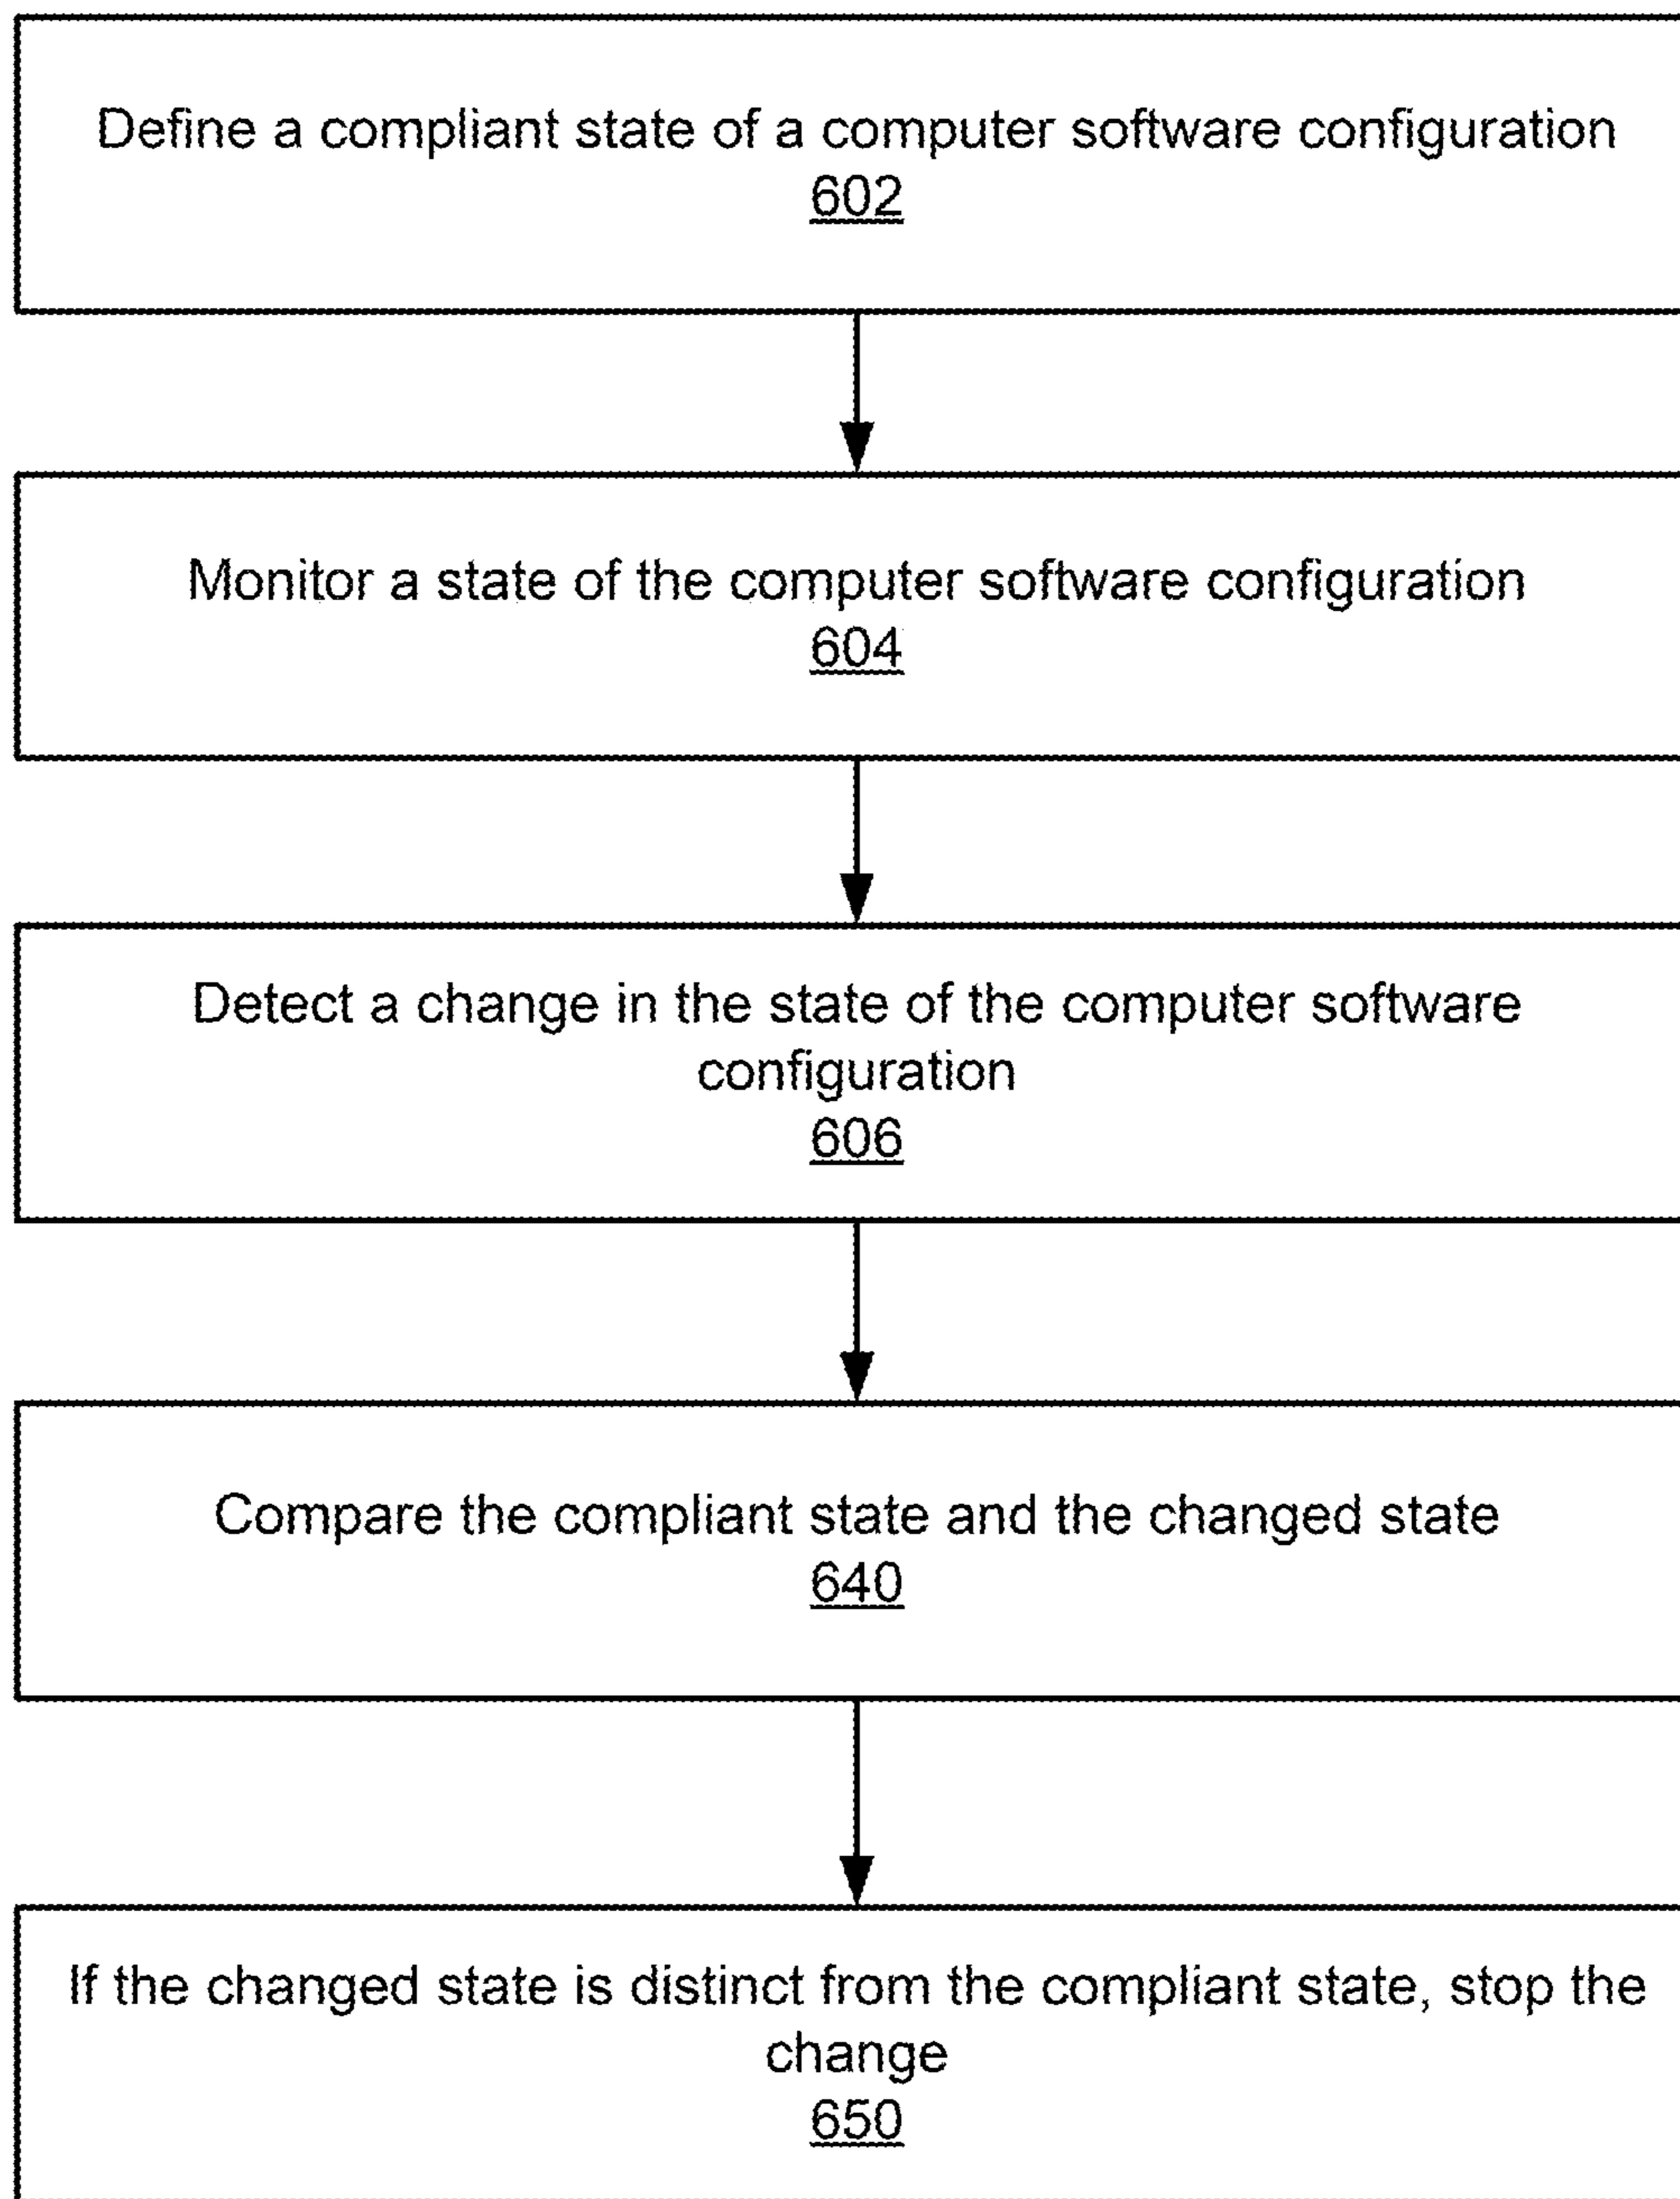 Define a compliant state of a computer software configuration
602
Monitor a state of the computer software configuration
604
Detect a change in the state of the computer software
configuration
606
Compare the compliant state and the changed state
640
If the changed state is distinct from the compliant state, stop the
change
650